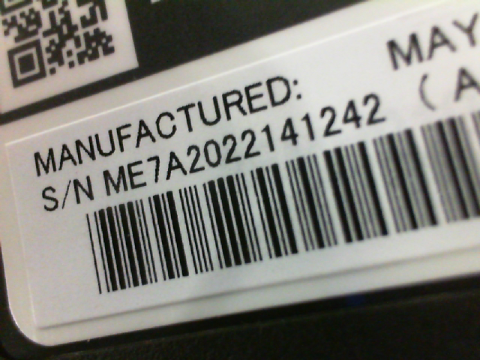 MANUFACTURED: MAY
S/N ME7A2022141242 ( A